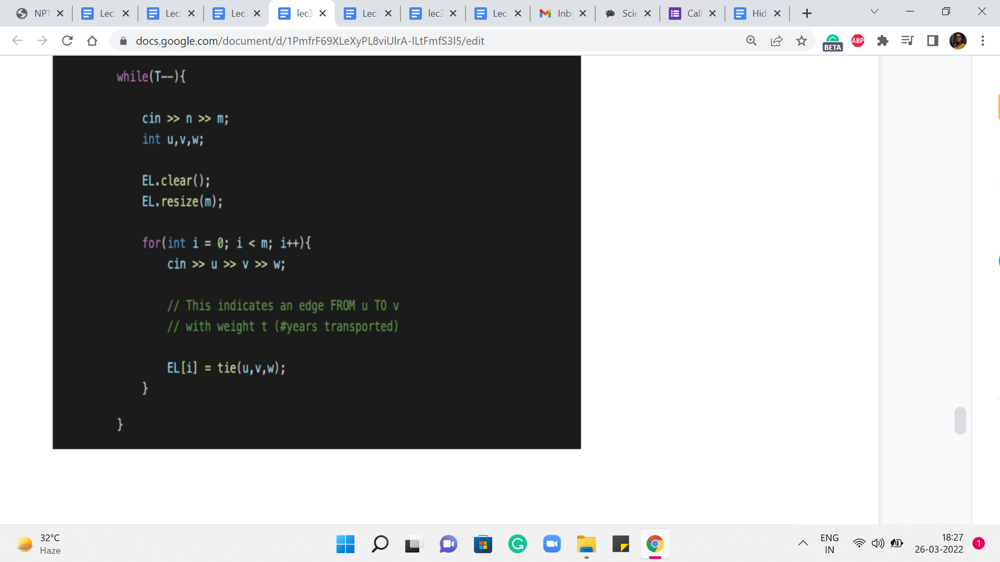 NPT
Lec
Lec
Lec
lec3
Lec
lec3
Lec
Inb
Scie
Call
Hid
docs.google.com/document/d/1PmfrF69XLeXyPL8viUlrA-lLtFmfS3l5/edit
BETA
ABP
while(T--){
cin >> n >> m;
int u,v,w;
EL.clear();
EL.resize(m);
for(int i = 0; i < m; i++){
cin >> u >> v >> w;
// This indicates an edge FROM u TO v
// with weight t (#years transported)
EL[i] = tie(u,v,w);
}
}
32°C
Haze
ENG
IN
18:27
26-03-2022
1